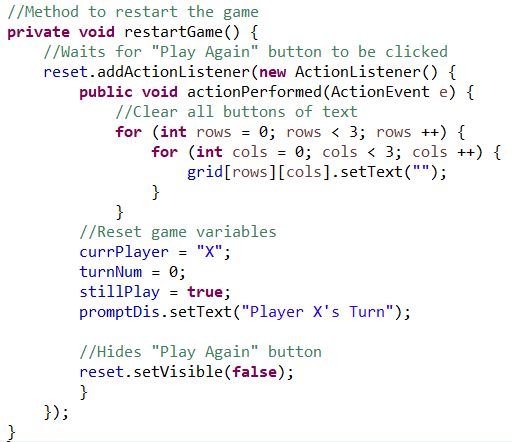 //Method to restart the game
private void restartGame() {
    //Waits for "Play Again" button to be clicked
    reset.addActionListener(new ActionListener() {
        public void actionPerformed(ActionEvent e) {
            //Clear all buttons of text
            for (int rows = 0; rows < 3; rows ++) {
                for (int cols = 0; cols < 3; cols ++) {
                    grid[rows][cols].setText("");
                }
            }
        //Reset game variables
        currPlayer = "X";
        turnNum = 0;
        stillPlay = true;
        promptDis.setText("Player X's Turn");

        //Hides "Play Again" button
        reset.setVisible(false);
        }
    });
}